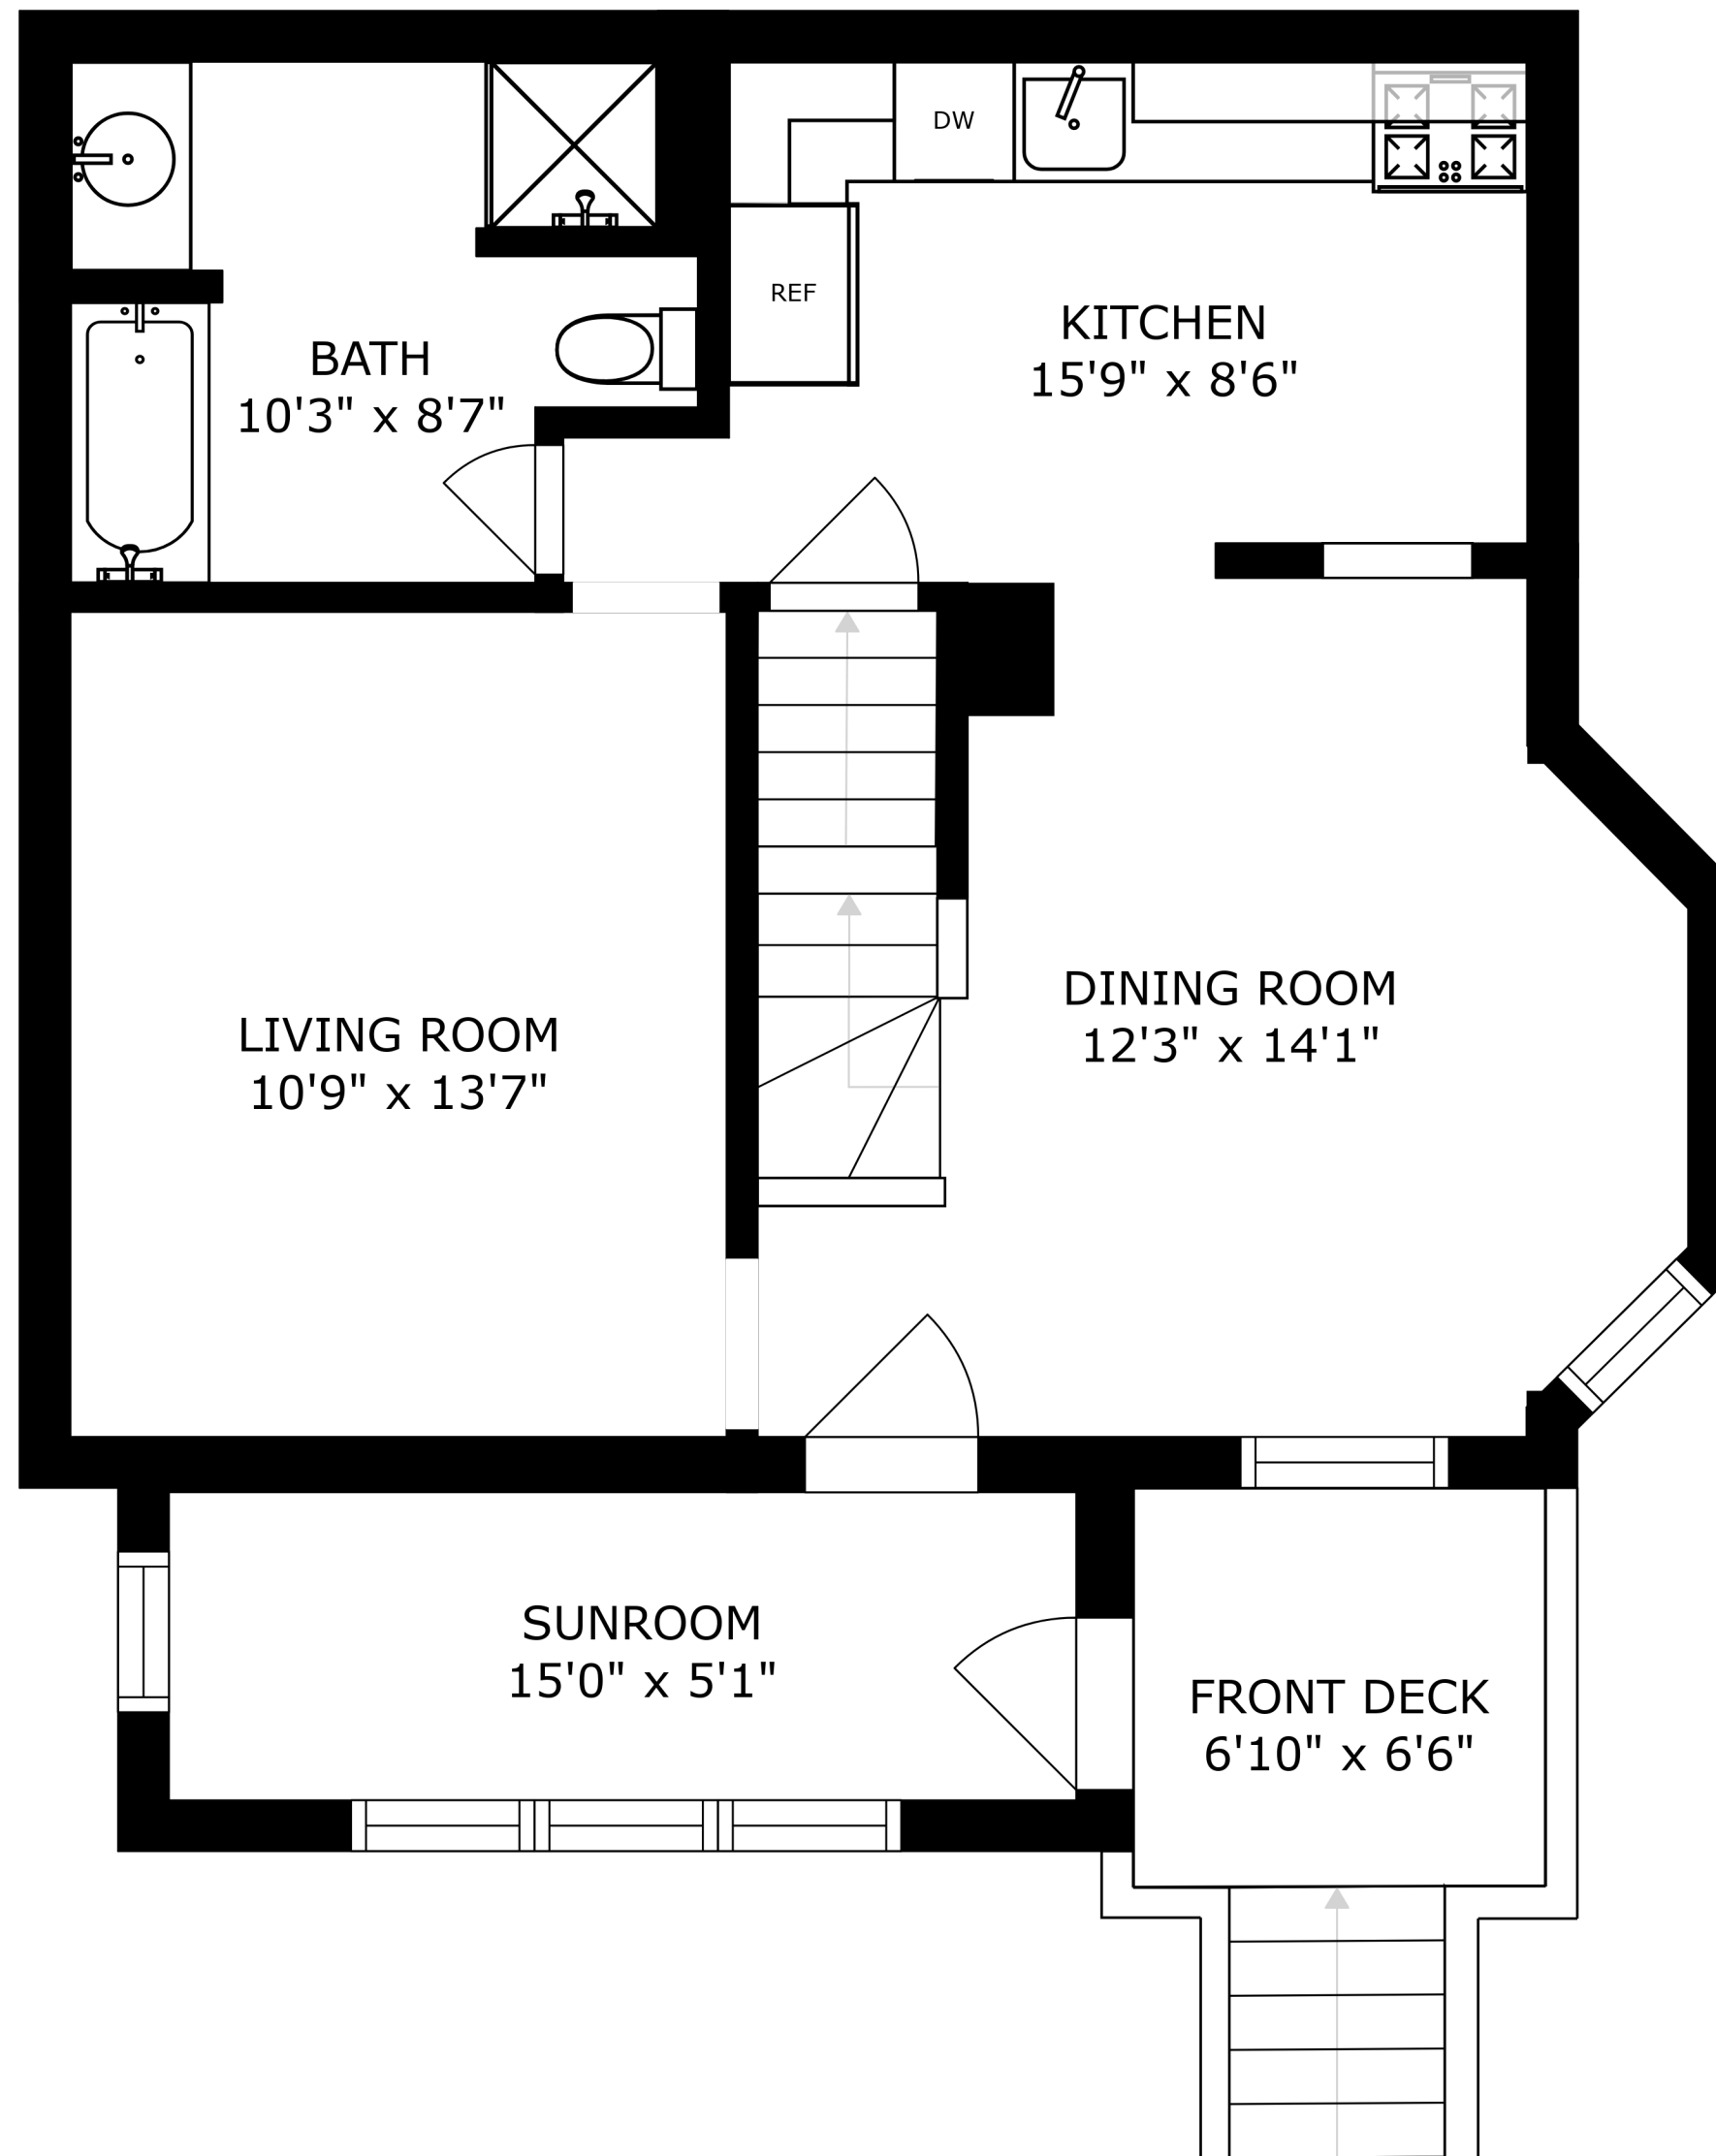 DW
REF
KITCHEN
15'9" x 8'6"
BATH
10'3" x 8'7"
LIVING ROOM
10'9" x 13'7"
DINING ROOM
12'3" x 14'1"
SUNROOM
15'0" x 5'1"
FRONT DECK
6'10" x 6'6"